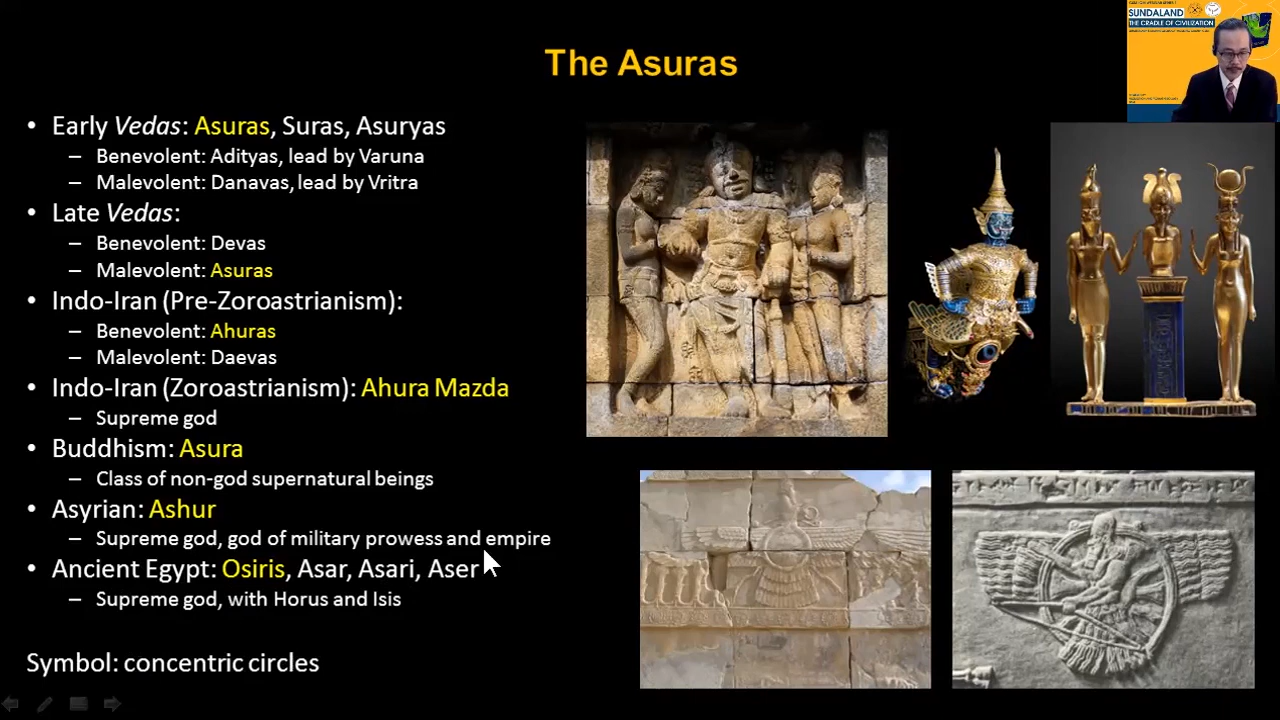 SUNDALAND
THE CRADLE OF CIVILIZATION
The Asuras
• Early Vedas: Asuras, Suras, Asuryas
– Benevolent: Adityas, lead by Varuna
– Malevolent: Danavas, lead by Vritra
• Late Vedas:
– Benevolent: Devas
– Malevolent: Asuras
• Indo-Iran (Pre-Zoroastrianism):
– Benevolent: Ahuras
– Malevolent: Daevas
• Indo-Iran (Zoroastrianism): Ahura Mazda
– Supreme god
• Buddhism: Asura
– Class of non-god supernatural beings
• Asyrian: Ashur
– Supreme god, god of military prowess and empire
• Ancient Egypt: Osiris, Asar, Asari, Aser
– Supreme god, with Horus and Isis
Symbol: concentric circles